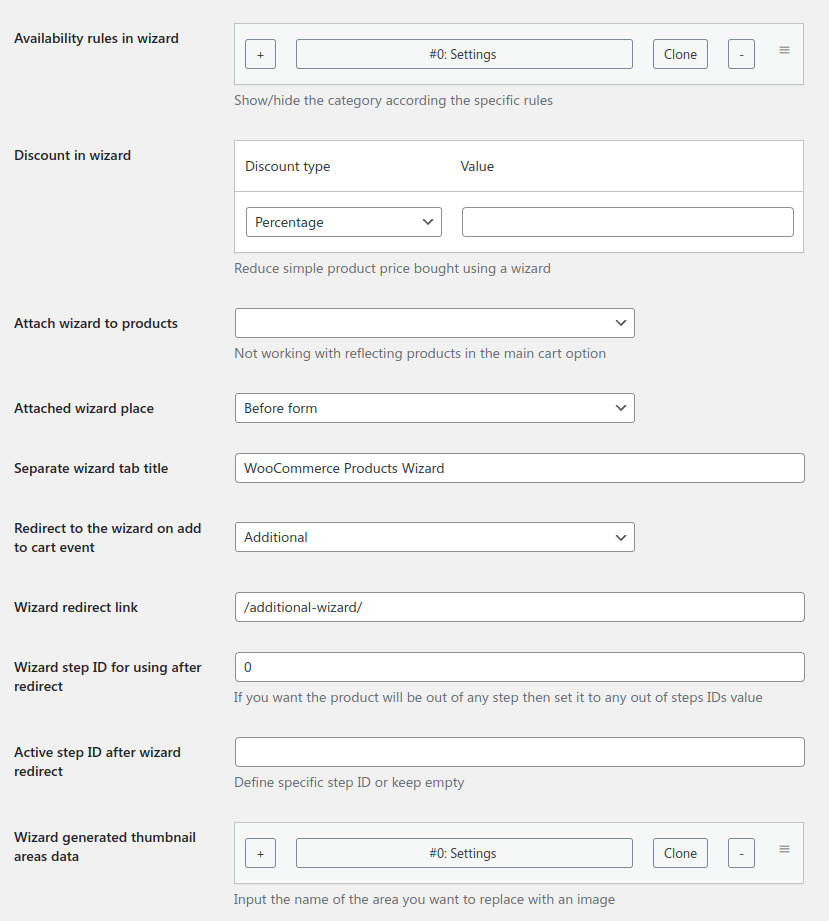 Availability rules in wizard
+ #0: Settings Clone -
Show/hide the category according the specific rules
Discount in wizard
Discount type Value
Percentage
Reduce simple product price bought using a wizard
Attach wizard to products
Not working with reflecting products in the main cart option
Attached wizard place
Before form
Separate wizard tab title
WooCommerce Products Wizard
Redirect to the wizard on add
to cart event
Additional
Wizard redirect link
/additional-wizard/
Wizard step ID for using after
redirect
0
If you want the product will be out of any step then set it to any out of steps IDs value
Active step ID after wizard
redirect
Define specific step ID or keep empty
Wizard generated thumbnail
areas data
+ #0: Settings Clone -
Input the name of the area you want to replace with an image